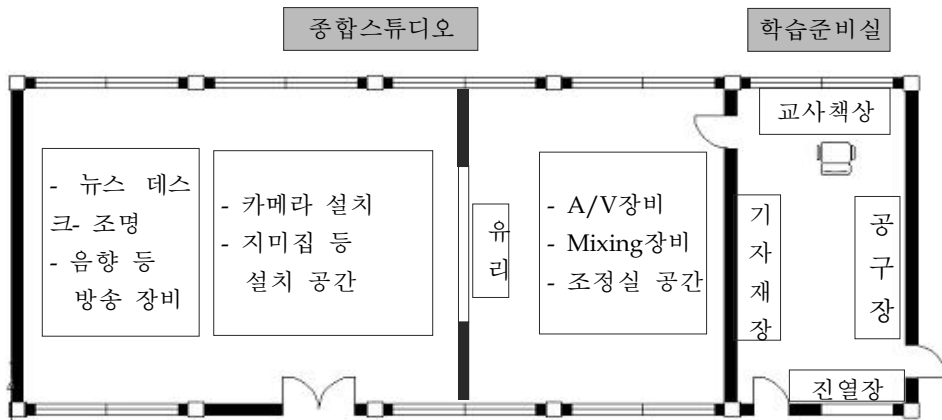 종합스튜디오
학습준비실
교사책상
- 뉴스 데스
크- 조명
- 음향 등
방송 장비
- 카메라 설치
- 지미집 등
설치 공간
유
리
- A/V장비
- Mixing장비
- 조정실 공간
기
자
재
장
공
구
장
진열장